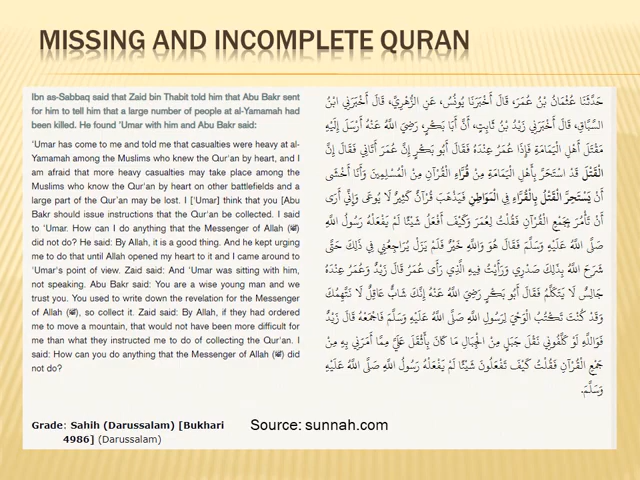 MISSING AND INCOMPLETE QURAN
Ibn as-Sabbaq said that Zaid bin Thabit told him that Abu Bakr sent
for him to tell him that a large number of people at al-Yamamah had
been killed. He found 'Umar with him and Abu Bakr said:
'Umar has come to me and told me that casualties were heavy at al-
Yamamah among the Muslims who knew the Qur'an by heart, and I
am afraid that more heavy casualties may take place among the
Muslims who know the Qur'an by heart on other battlefields and a
large part of the Qur'an may be lost. I ['Umar] think that you [Abu
Bakr should issue instructions that the Qur'an be collected. I said
to 'Umar. How can I do anything that the Messenger of Allah (ﷺ)
did not do? He said: By Allah, it is a good thing. And he kept urging
me to do that until Allah opened my heart to it and I came around to
'Umar's point of view. Zaid said: And 'Umar was sitting with him,
not speaking. Abu Bakr said: You are a wise young man and we
trust you. You used to write down the revelation for the Messenger
of Allah (ﷺ), so collect it. Zaid said: By Allah, if they had ordered
me to move a mountain, that would not have been more difficult for
me than what they instructed me to do of collecting the Qur'an. I
said: How can you do anything that the Messenger of Allah (ﷺ) did
not do?
حَدَّثَنَا عُثْمَانُ بْنُ عُمَرَ، قَالَ أَخْبَرَنَا يُونُسُ، عَنِ الزُّهْرِيِّ، قَالَ أَخْبَرَنِي ابْنُ
السَّبَّاقِ، قَالَ أَخْبَرَنِي زَيْدُ بْنُ ثَابِتٍ، أَنَّ أَبَا بَكْرٍ، رَضِيَ اللَّهُ عَنْهُ أَرْسَلَ إِلَيْهِ
مَقْتَلَ أَهْلِ الْيَمَامَةِ فَإِذَا عُمَرُ عِنْدَهُ فَقَالَ أَبُو بَكْرٍ إِنَّ عُمَرَ أَتَانِي فَقَالَ إِنَّ
الْقَتْلَ قَدِ اسْتَحَرَّ بِأَهْلِ الْيَمَامَةِ مِنْ قُرَّاءِ الْقُرْآنِ مِنْ الْمُسْلِمِينَ وَأَنَا أَخْشَى
أَنْ يَسْتَحِرَّ الْقَتْلُ بِالْقُرَّاءِ فِي الْمَوَاطِنِ فَيَذْهَبَ قُرْآنٌ كَثِيرٌ لَا يُوعَى وَإِنِّي أَرَى
أَنْ تَأْمُرَ بِجَمْعِ الْقُرْآنِ فَقُلْتُ لِعُمَرَ وَكَيْفَ أَفْعَلُ شَيْئًا لَمْ يَفْعَلْهُ رَسُولُ اللَّهِ
صَلَّى اللَّهُ عَلَيْهِ وَسَلَّمَ فَقَالَ هُوَ وَاللَّهِ خَيْرٌ فَلَمْ يَزَلْ يُرَاجِعُنِي فِي ذَلِكَ حَتَّى
شَرَحَ اللَّهُ بِذَلِكَ صَدْرِي وَرَأَيْتُ فِيهِ الَّذِي رَأَى عُمَرُ قَالَ زَيْدٌ وَعُمَرُ عِنْدَهُ
جَالِسٌ لَا يَتَكَلَّمُ فَقَالَ أَبُو بَكْرٍ رَضِيَ اللَّهُ عَنْهُ إِنَّكَ شَابٌّ عَاقِلٌ لَا نَتَّهِمُكَ
وَقَدْ كُنْتَ تَكْتُبُ الْوَحْيَ لِرَسُولِ اللَّهِ صَلَّى اللَّهُ عَلَيْهِ وَسَلَّمَ فَاجْمَعْهُ قَالَ زَيْدٌ
فَوَاللَّهِ لَوْ كَلَّفُونِي نَقْلَ جَبَلٍ مِنْ الْجِبَالِ مَا كَانَ بِأَثْقَلَ عَلَيَّ مِمَّا أَمَرَنِي بِهِ مِنْ
جَمْعِ الْقُرْآنِ فَقُلْتُ كَيْفَ تَفْعَلُونَ شَيْئًا لَمْ يَفْعَلْهُ رَسُولُ اللَّهِ صَلَّى اللَّهُ عَلَيْهِ
وَسَلَّمَ.
Grade: Sahih (Darussalam) [Bukhari
4986] (Darussalam)
Source: sunnah.com